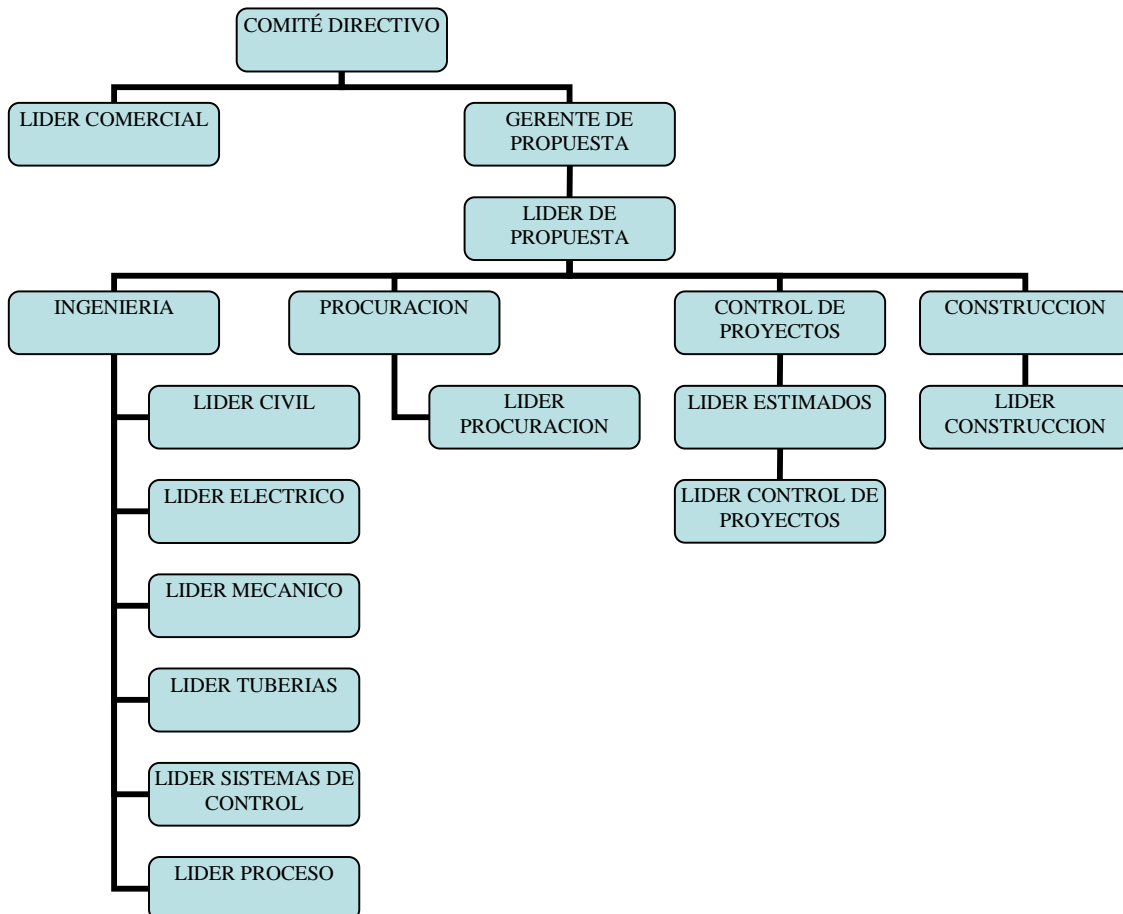 COMITÉ DIRECTIVO
LIDER COMERCIAL
GERENTE DE
PROPUESTA
LIDER DE
PROPUESTA
INGENIERIA
PROCURACION
CONTROL DE
PROYECTOS
CONSTRUCCION
LIDER CIVIL
LIDER
PROCURACION
LIDER ESTIMADOS
LIDER
CONSTRUCCION
LIDER ELECTRICO
LIDER CONTROL DE
PROYECTOS
LIDER MECANICO
LIDER TUBERIAS
LIDER SISTEMAS DE
CONTROL
LIDER PROCESO